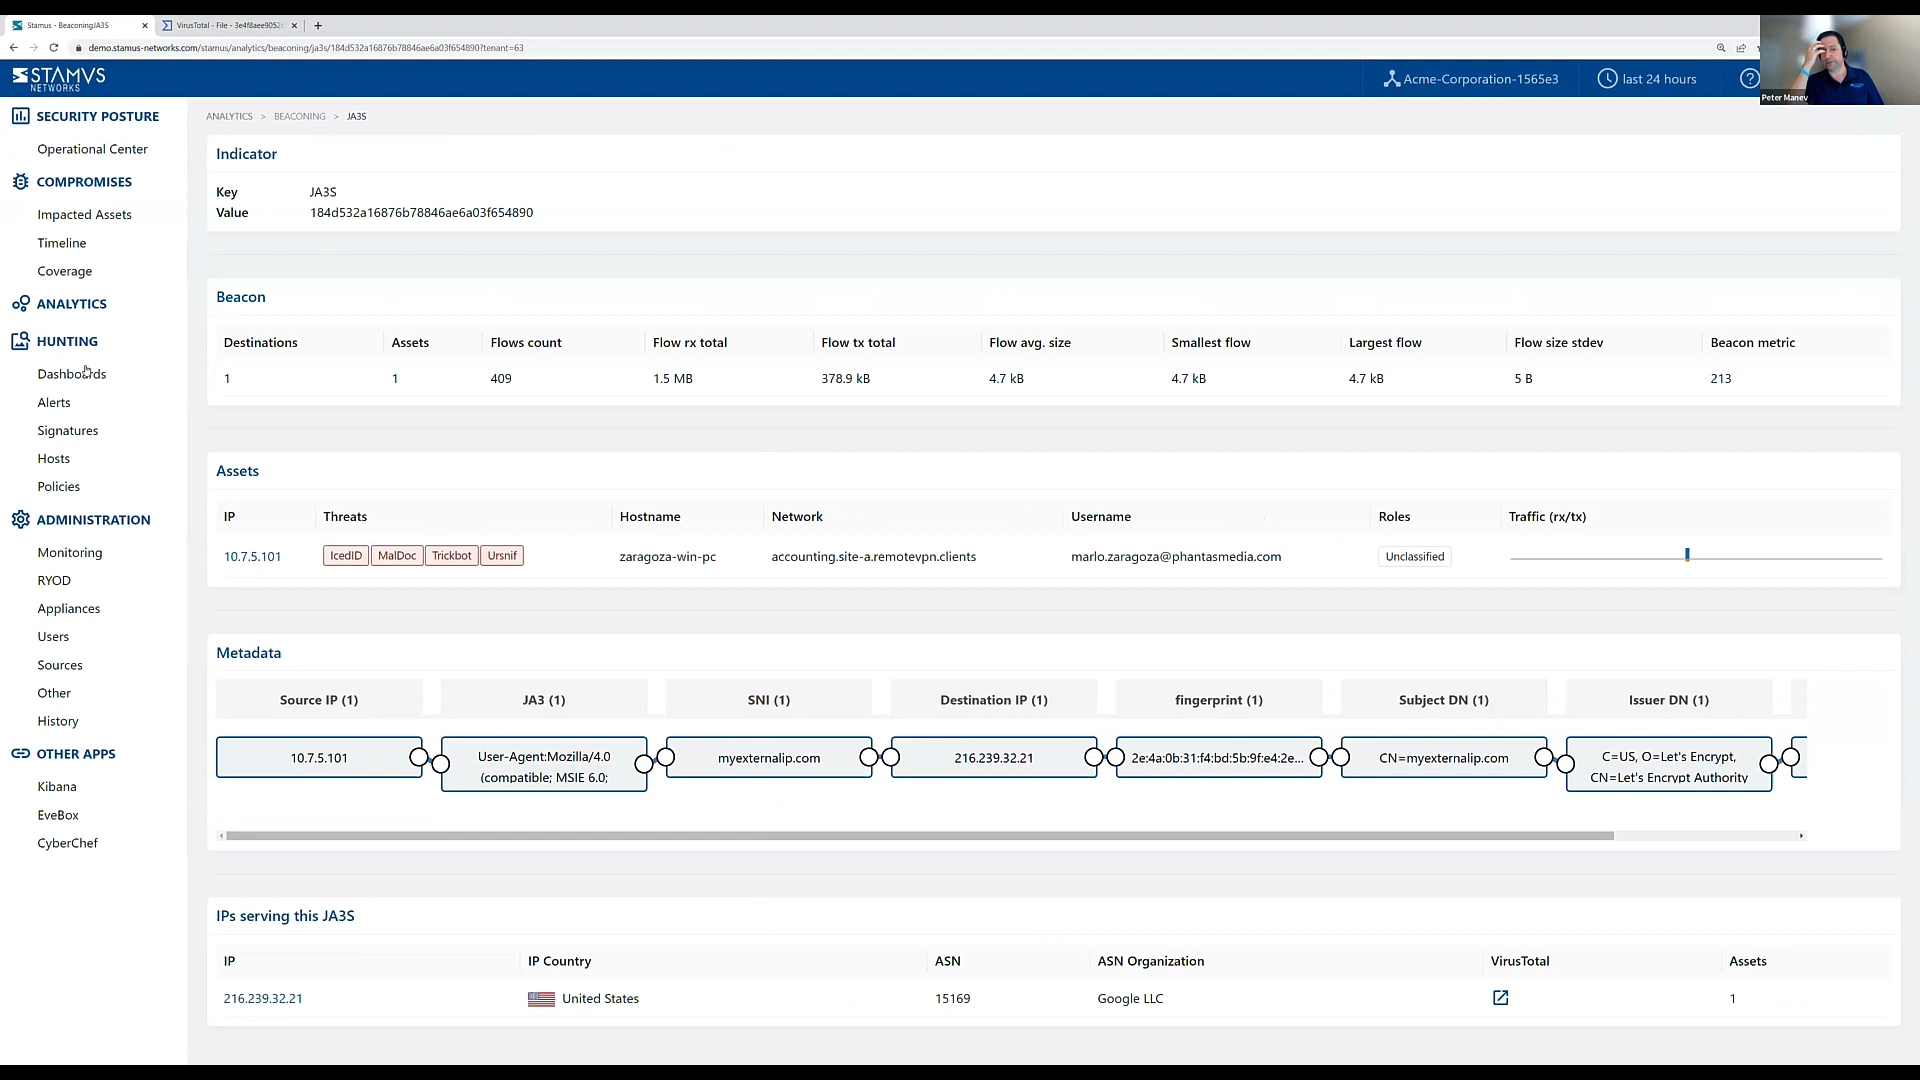 Stamus - BeaconingJA3S
VirusTotal - File - 3e4f8aee9052c
demo.stamus-networks.com/stamus/analytics/beaconing/ja3s/184d532a16876b78846ae6a03f654890?tenant=63
STAMVS
NETWORKS
Acme-Corporation-1565e3
last 24 hours
Peter Manev
SECURITY POSTURE
Operational Center
COMPROMISES
Impacted Assets
Timeline
Coverage
ANALYTICS
HUNTING
Dashboards
Alerts
Signatures
Hosts
Policies
ADMINISTRATION
Monitoring
RYOD
Appliances
Users
Sources
Other
History
OTHER APPS
Kibana
EveBox
CyberChef
ANALYTICS > BEACONING > JA3S
Indicator
Key JA3S
Value 184d532a16876b78846ae6a03f654890
Beacon
Destinations Assets Flows count Flow rx total Flow tx total Flow avg. size Smallest flow Largest flow Flow size stdev Beacon metric
1 1 409 1.5 MB 378.9 kB 4.7 kB 4.7 kB 4.7 kB 5 B 213
Assets
IP Threats Hostname Network Username Roles Traffic (rx/tx)
10.7.5.101 IcedID MalDoc Trickbot Ursnif zaragoza-win-pc accounting.site-a.remotevpn.clients marlo.zaragoza@phantasmedia.com Unclassified
Metadata
Source IP (1) JA3 (1) SNI (1) Destination IP (1) fingerprint (1) Subject DN (1) Issuer DN (1)
10.7.5.101
User-Agent:Mozilla/4.0
(compatible; MSIE 6.0;
myexternalip.com
216.239.32.21
2e:4a:0b:31:f4:bd:5b:9f:e4:2e...
CN=myexternalip.com
C=US, O=Let's Encrypt,
CN=Let's Encrypt Authority
IPs serving this JA3S
IP IP Country ASN ASN Organization VirusTotal Assets
216.239.32.21 United States 15169 Google LLC 1